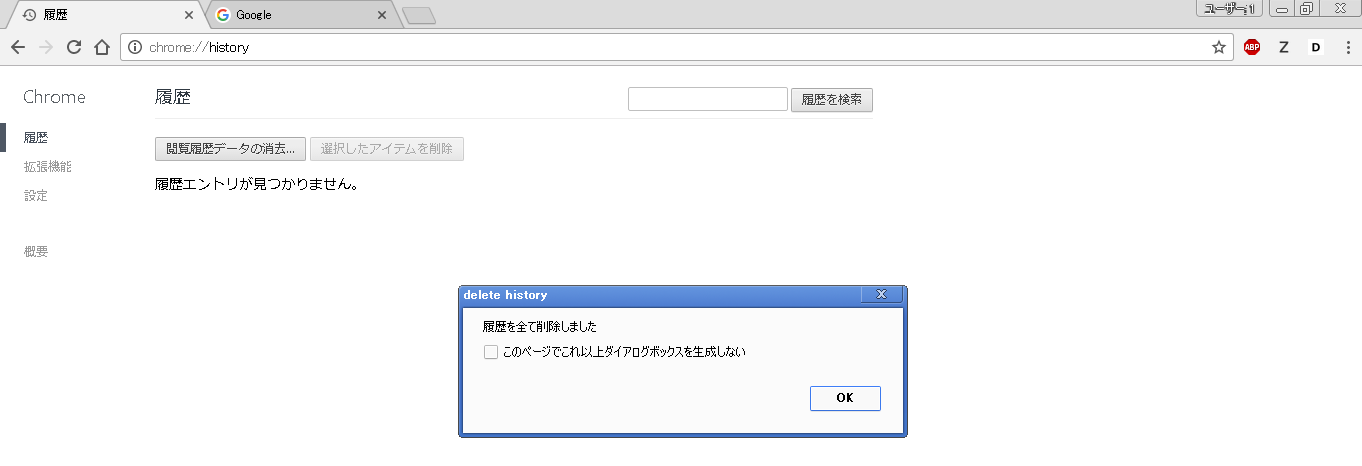 履歴
Google
ユーザー:1
chrome://history
ABP
Z
D
Chrome
履歴
履歴を検索
履歴
閲覧履歴データの消去...
選択したアイテムを削除
拡張機能
履歴エントリが見つかりません。
設定
概要
delete history
履歴を全て削除しました
このページでこれ以上ダイアログボックスを生成しない
OK